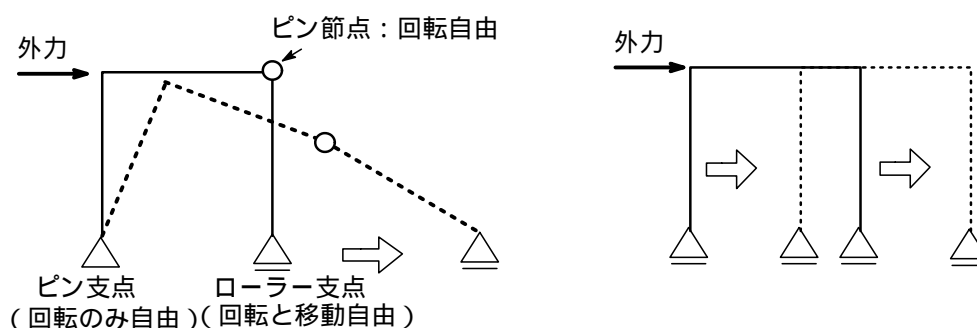 ピン節点：回転自由
外力
外力
ピン支点
（回転のみ自由）
ローラー支点
（回転と移動自由）